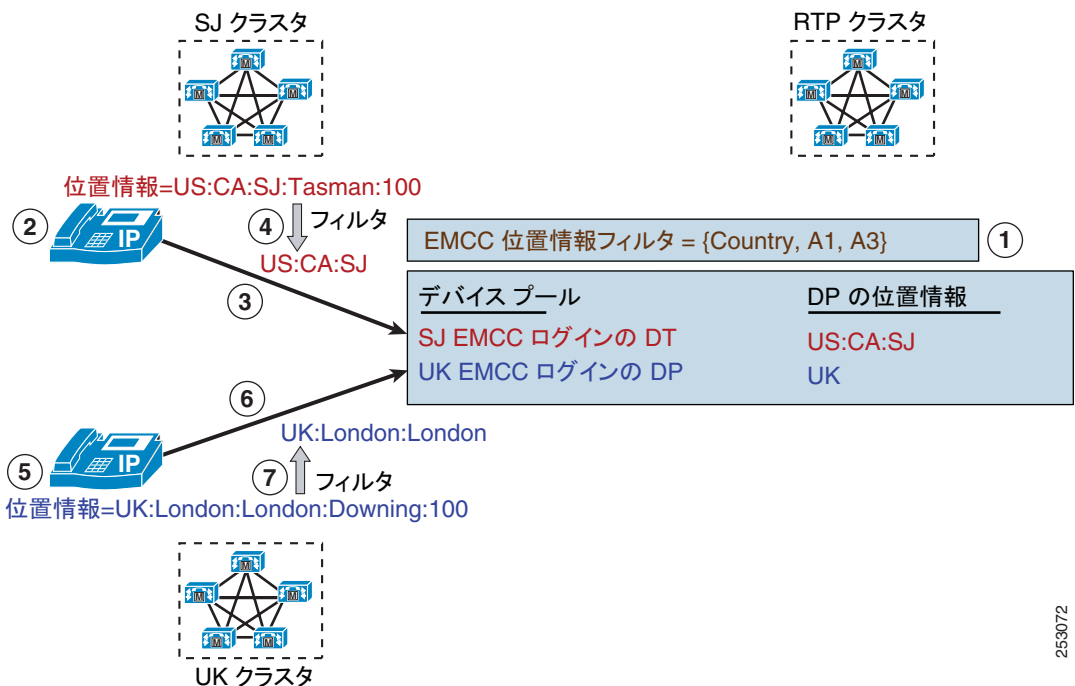 SJ クラスタ
RTP クラスタ
M
M
M
M
M
M
M
M
M
M
位置情報=US:CA:SJ:Tasman:100
2
IP
4
フィルタ
US:CA:SJ
EMCC 位置情報フィルタ = {Country, A1, A3}
1
3
デバイス プール
DP の位置情報
SJ EMCC ログインの DT
US:CA:SJ
UK EMCC ログインの DP
UK
6
UK:London:London
5
IP
7
フィルタ
位置情報=UK:London:London:Downing:100
M
M
M
M
M
UK クラスタ
253072